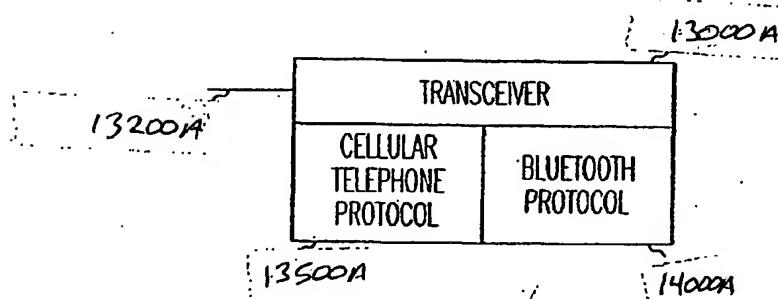 13000A
TRANSCEIVER
13200A
CELLULAR
TELEPHONE
PROTOCOL
BLUETOOTH
PROTOCOL
13500A
14000A